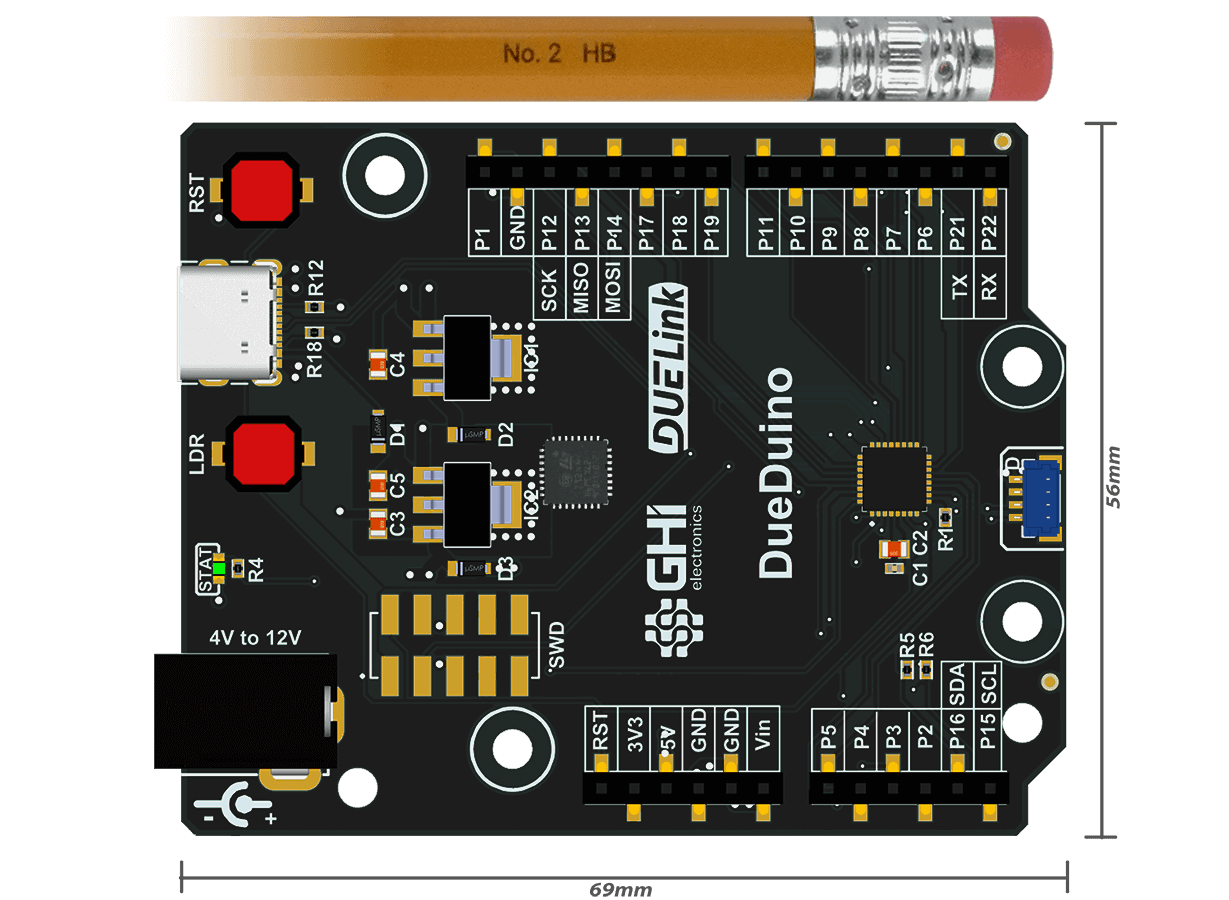 No. 2 HB
RST
P1
GND
P12
P13
P14
P17
P18
P19
P11
P10
P9
P8
P7
P6
P21
P22
SCK
MISO
MOSI
TX
RX
R12
R18
C4
IC1
DUELink
D1
D2
LDR
C5
C3
IC2
D3
DueDuino
GHI
electronics
D
R1
C1 C2
STAT
R4
4V to 12V
SWD
R5
R6
SDA
SCL
RST
3V3
5V
GND
GND
Vin
P5
P4
P3
P2
P16
P15
- +
56mm
69mm